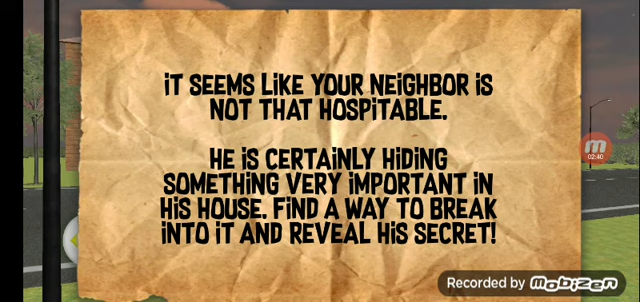 iT SEEMS LiKE YOUR NEiGHBOR iS
NOT THAT HOSPiTABLE.
HE iS CERTAiNLY HiDiNG
SOMETHiNG VERY iMPORTANT iN
HiS HOUSE. FiND A WAY TO BREAK
iNTO iT AND REVEAL HiS SECRET!
M
02:40
Recorded by mobizen